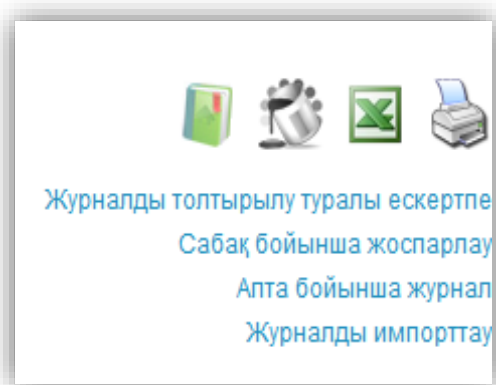 Журналды толтырылу туралы ескертпе
Сабақ бойынша жоспарлау
Апта бойынша журнал
Журналды импорттау